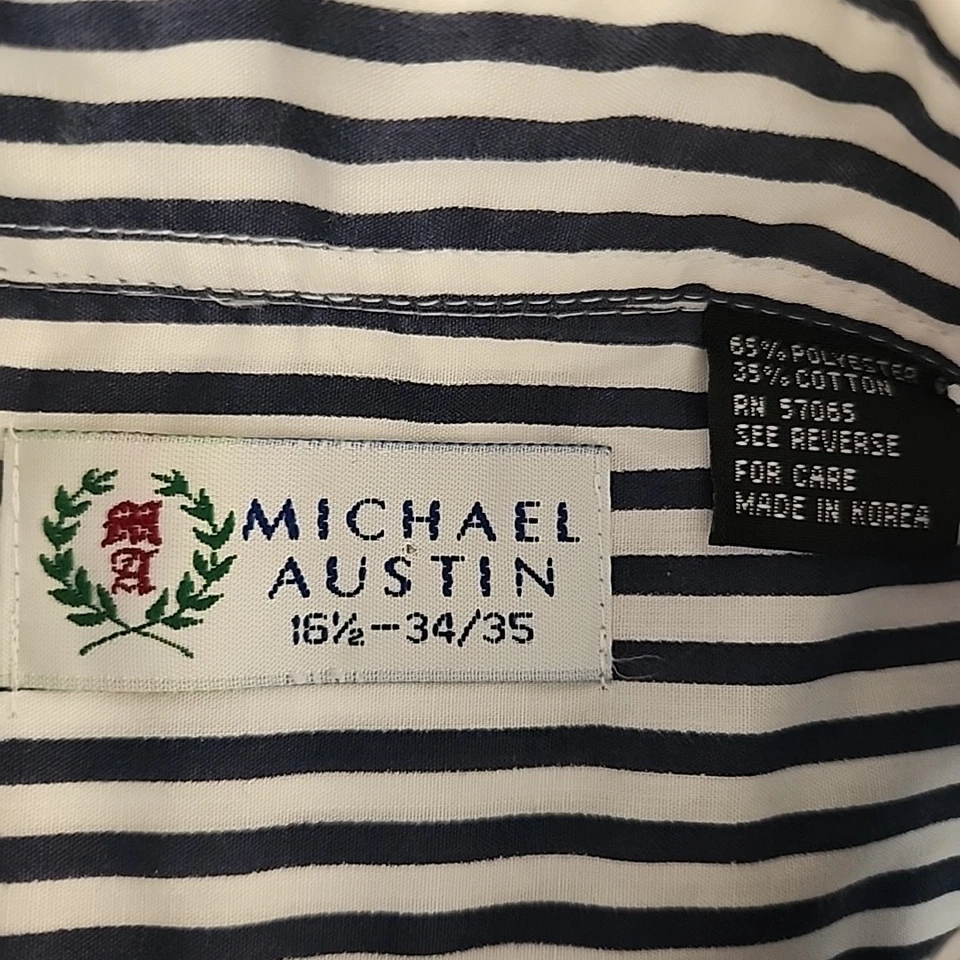 MICHAEL
AUSTIN
16½--34/35
65% POLYESTER
35% COTTON
RN 57065
SEE REVERSE
FOR CARE
MADE IN KOREA